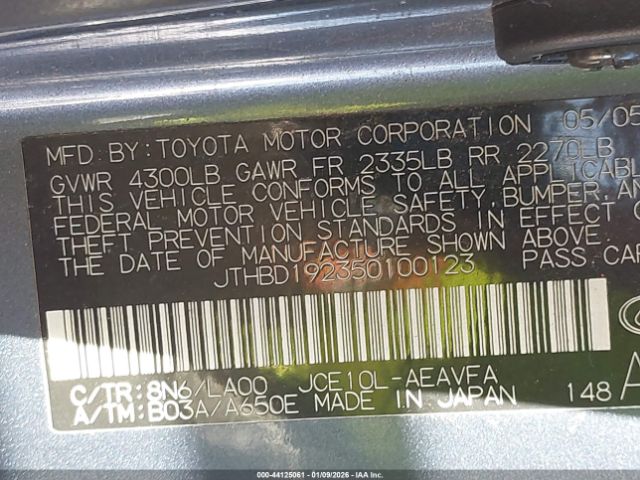 MFD BY: TOYOTA MOTOR CORPORATION 05/05
GVWR 4300LB GAWR FR 2335LB RR 2270LB
THIS VEHICLE CONFORMS TO ALL APPLICABL
FEDERAL MOTOR VEHICLE SAFETY, BUMPER, AN
THEFT PREVENTION STANDARDS IN EFFECT
THE DATE OF MANUFACTURE SHOWN ABOVE.
JTHBD192350100123 PASS CAR
C/TR: 8N6/LA00 JCE10L-AEAVFA
A/TM: B03A/A650E MADE IN JAPAN 148 A
000-44125061 | 01/09/2026 - IAAI.COM